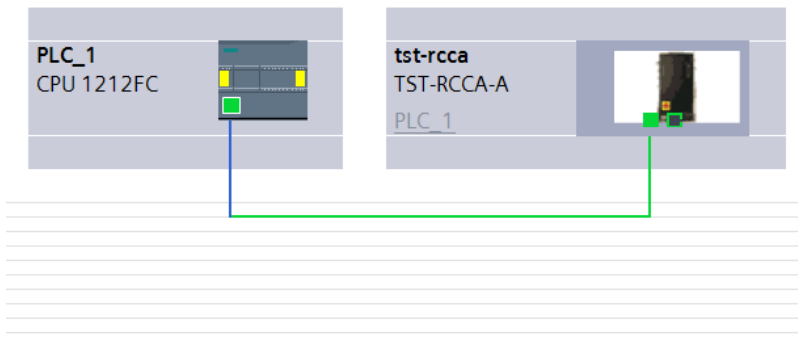 PLC_1
CPU 1212FC
tst-rcca
TST-RCCA-A
PLC_1